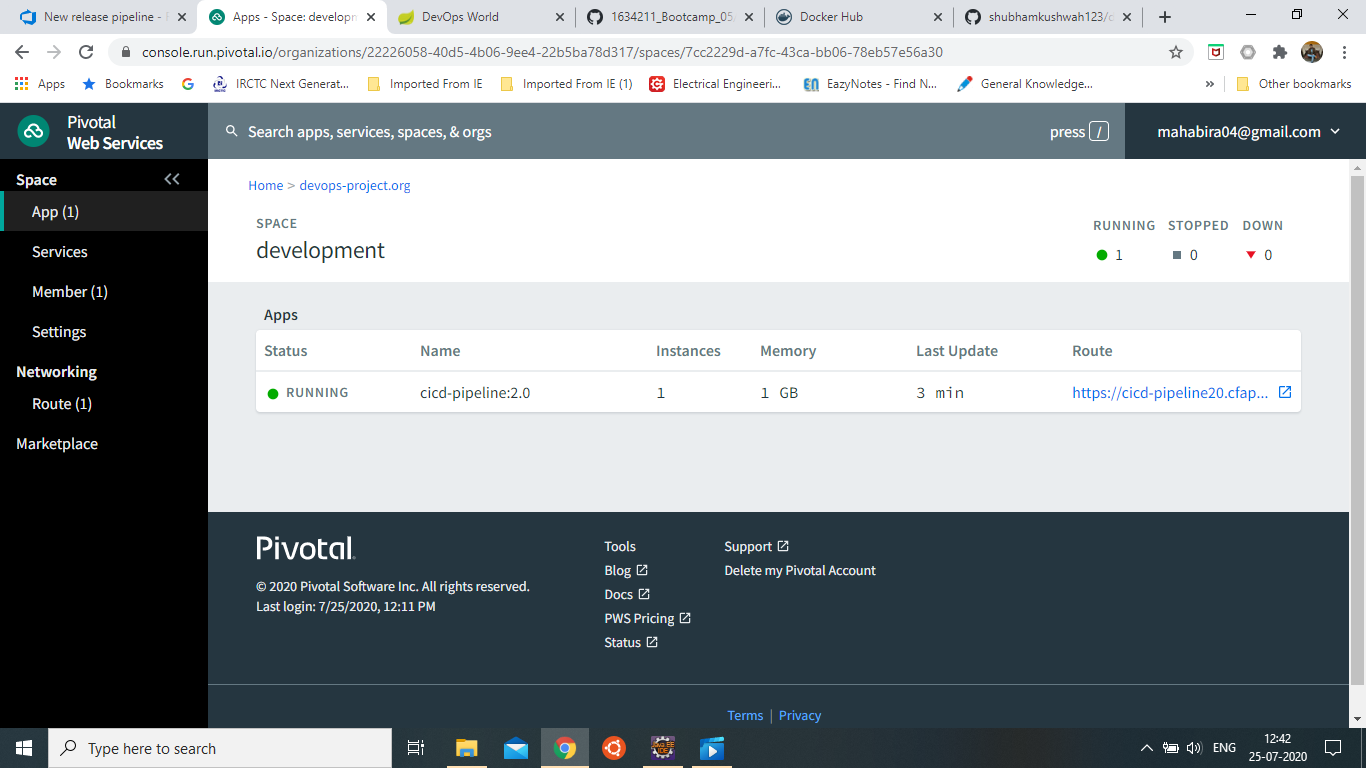 New release pipeline - P
Apps - Space: developm
DevOps World
1634211_Bootcamp_05
Docker Hub
shubhamkushwah123/
console.run.pivotal.io/organizations/22226058-40d5-4b06-9ee4-22b5ba78d317/spaces/7cc2229d-a7fc-43ca-bb06-78eb57e56a30
Apps
Bookmarks
IRCTC Next Generat...
Imported From IE
Imported From IE (1)
Electrical Engineeri...
EazyNotes - Find N...
General Knowledge...
»
Other bookmarks
Pivotal
Web Services
Search apps, services, spaces, & orgs
press /
mahabira04@gmail.com
Space
App (1)
Services
Member (1)
Settings
Networking
Route (1)
Marketplace
Home > devops-project.org
SPACE
development
RUNNING STOPPED DOWN
1 0 0
Apps
Status Name Instances Memory Last Update Route
RUNNING cicd-pipeline:2.0 1 1 GB 3 min https://cicd-pipeline20.cfap...
Pivotal.
© 2020 Pivotal Software Inc. All rights reserved.
Last login: 7/25/2020, 12:11 PM
Tools
Blog
Docs
PWS Pricing
Status
Support
Delete my Pivotal Account
Terms | Privacy
Type here to search
ENG
12:42
25-07-2020